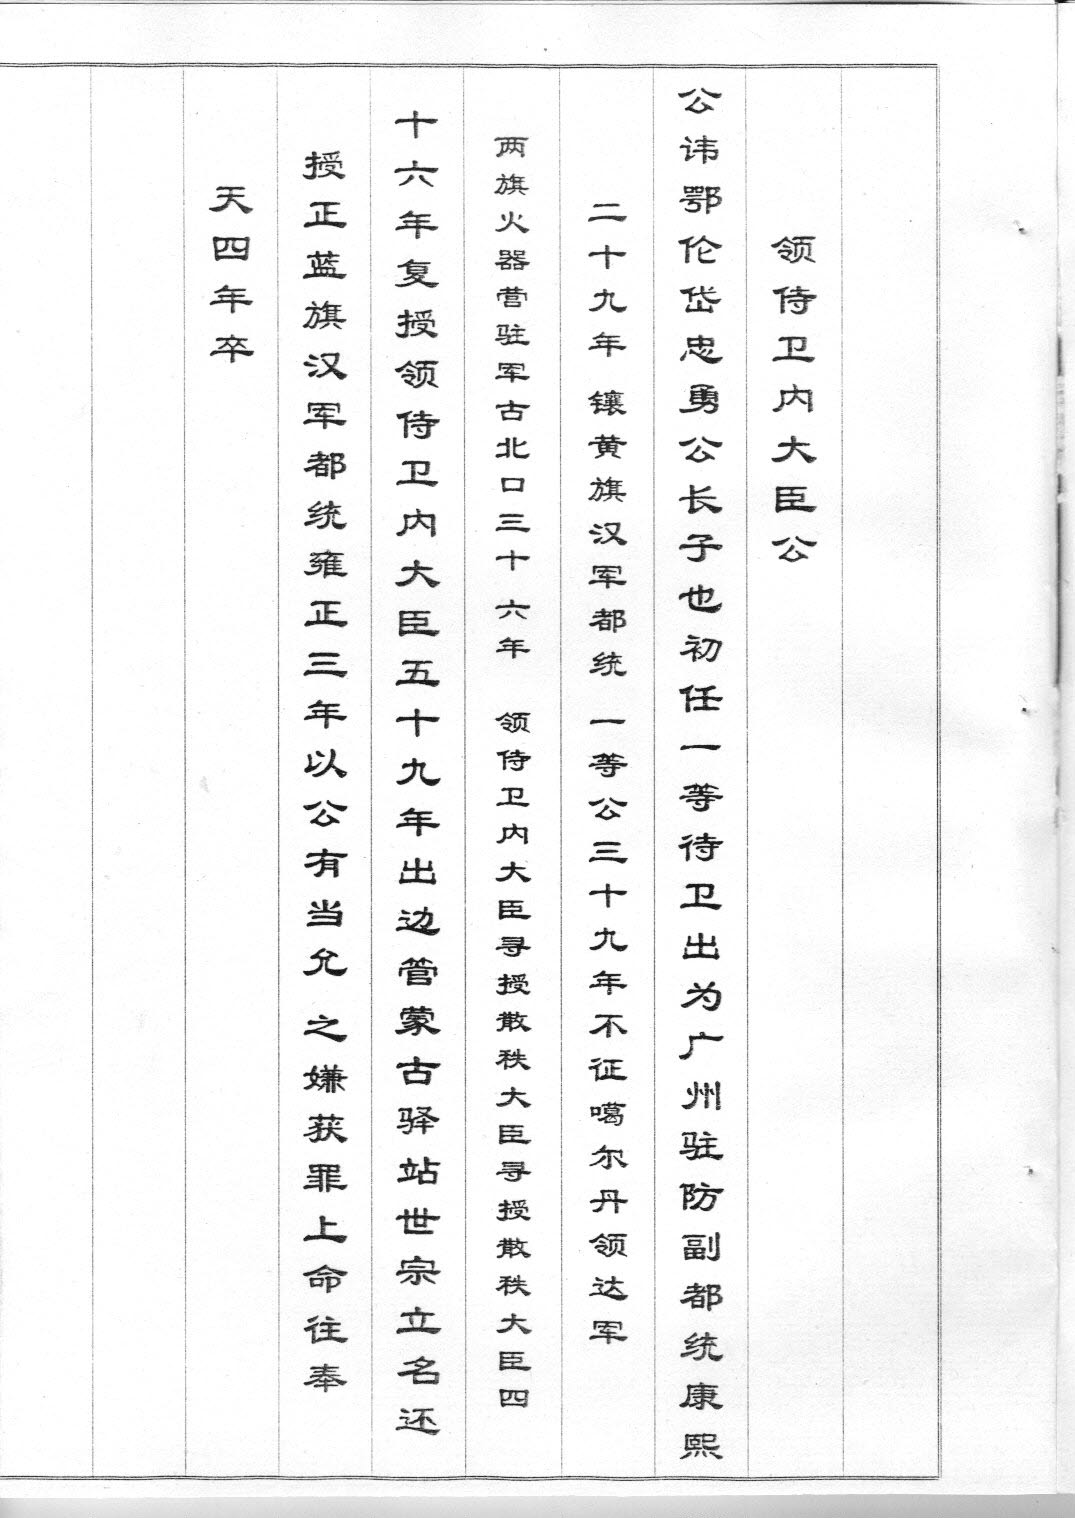 领侍卫内大臣公
公讳鄂伦岱忠勇公长子也初任一等待卫出为广州驻防副都统康熙
二十九年 镶黄旗汉军都统 一等公三十九年不征噶尔丹领达军
两旗火器营驻军古北口三十六年 领侍卫内大臣寻授散秩大臣寻授散秩大臣四
十六年复授领侍卫内大臣五十九年出边管蒙古驿站世宗立名还
授正蓝旗汉军都统雍正三年以公有当允之嫌获罪上命往奉
天四年卒